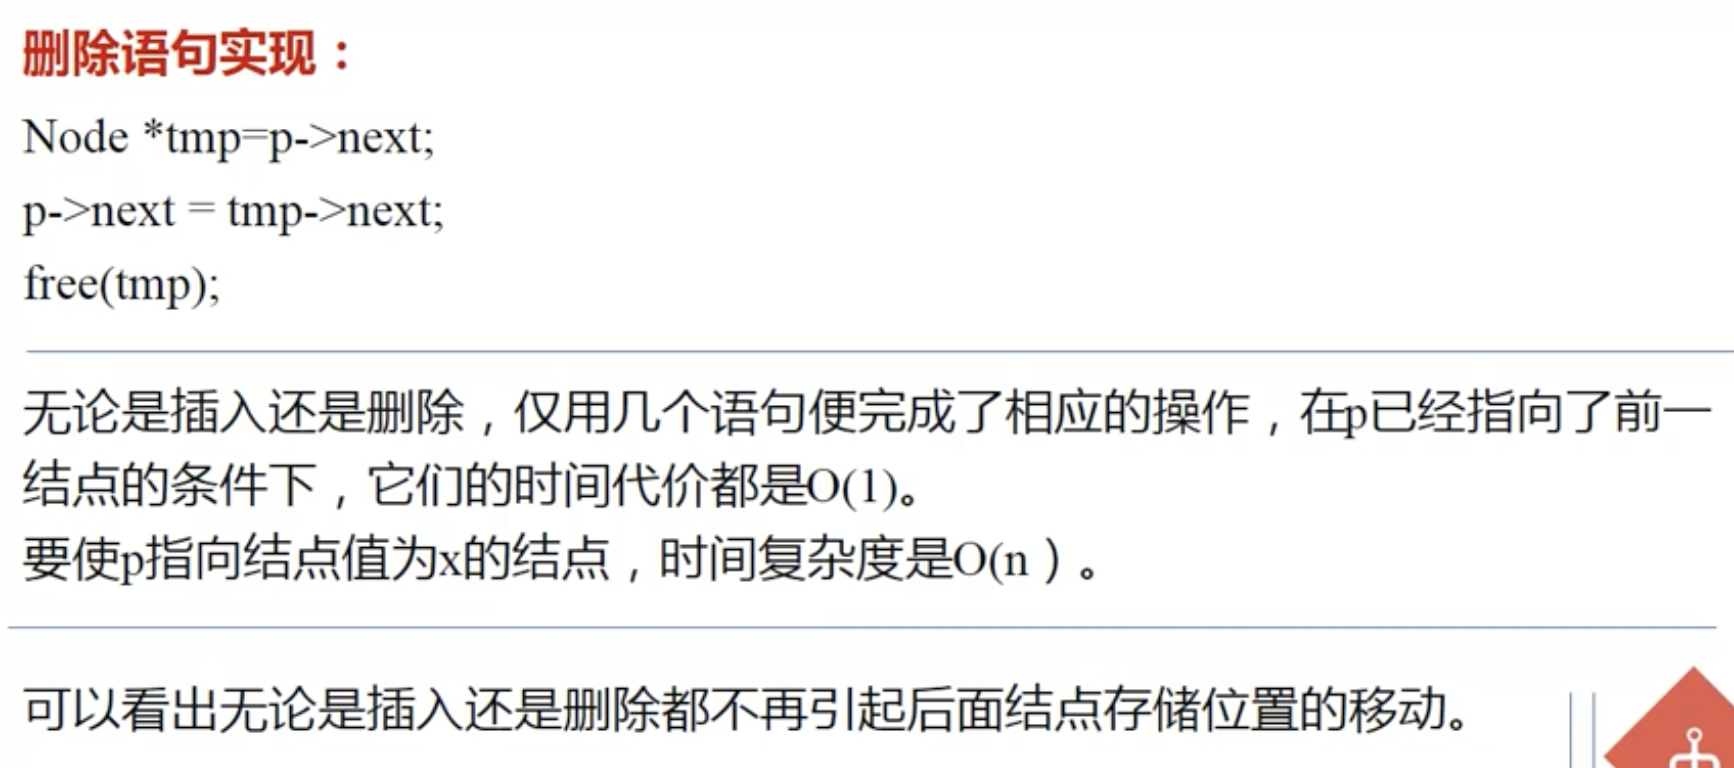 删除语句实现：
Node *tmp=p->next;
p->next = tmp->next;
free(tmp);
无论是插入还是删除，仅用几个语句便完成了相应的操作，在p已经指向了前一
结点的条件下，它们的时间代价都是O(1)。
要使p指向结点值为x的结点，时间复杂度是O(n）。
可以看出无论是插入还是删除都不再引起后面结点存储位置的移动。